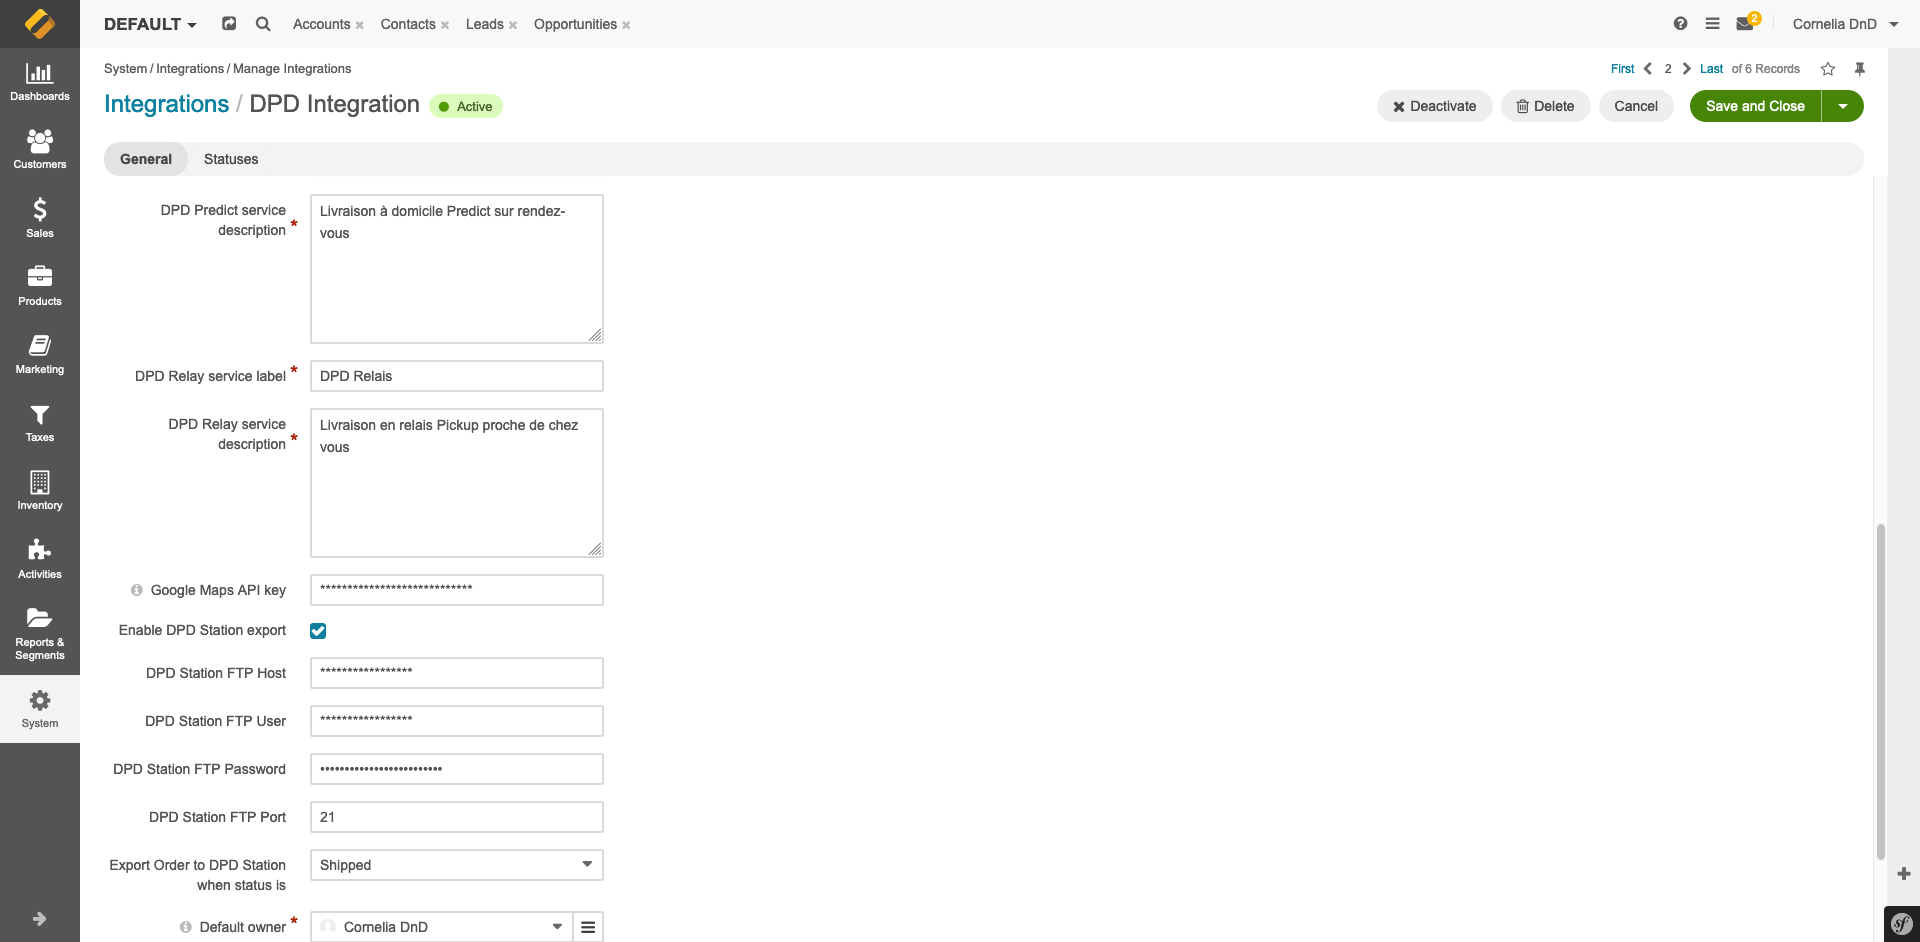 DEFAULT
Accounts
Contacts
Leads
Opportunities
2
Cornelia DnD
Dashboards
Customers
Sales
Products
Marketing
Taxes
Inventory
Activities
Reports &
Segments
System
System / Integrations / Manage Integrations
First 2 Last of 6 Records
Integrations / DPD Integration Active
Deactivate Delete Cancel Save and Close
General Statuses
DPD Predict service
description *
Livraison à domicile Predict sur rendez-
vous
DPD Relay service label * DPD Relais
DPD Relay service
description *
Livraison en relais Pickup proche de chez
vous
Google Maps API key ****************************
Enable DPD Station export
DPD Station FTP Host *****************
DPD Station FTP User *****************
DPD Station FTP Password •••••••••••••••••••••••••
DPD Station FTP Port 21
Export Order to DPD Station
when status is
Shipped
Default owner * Cornelia DnD
sf